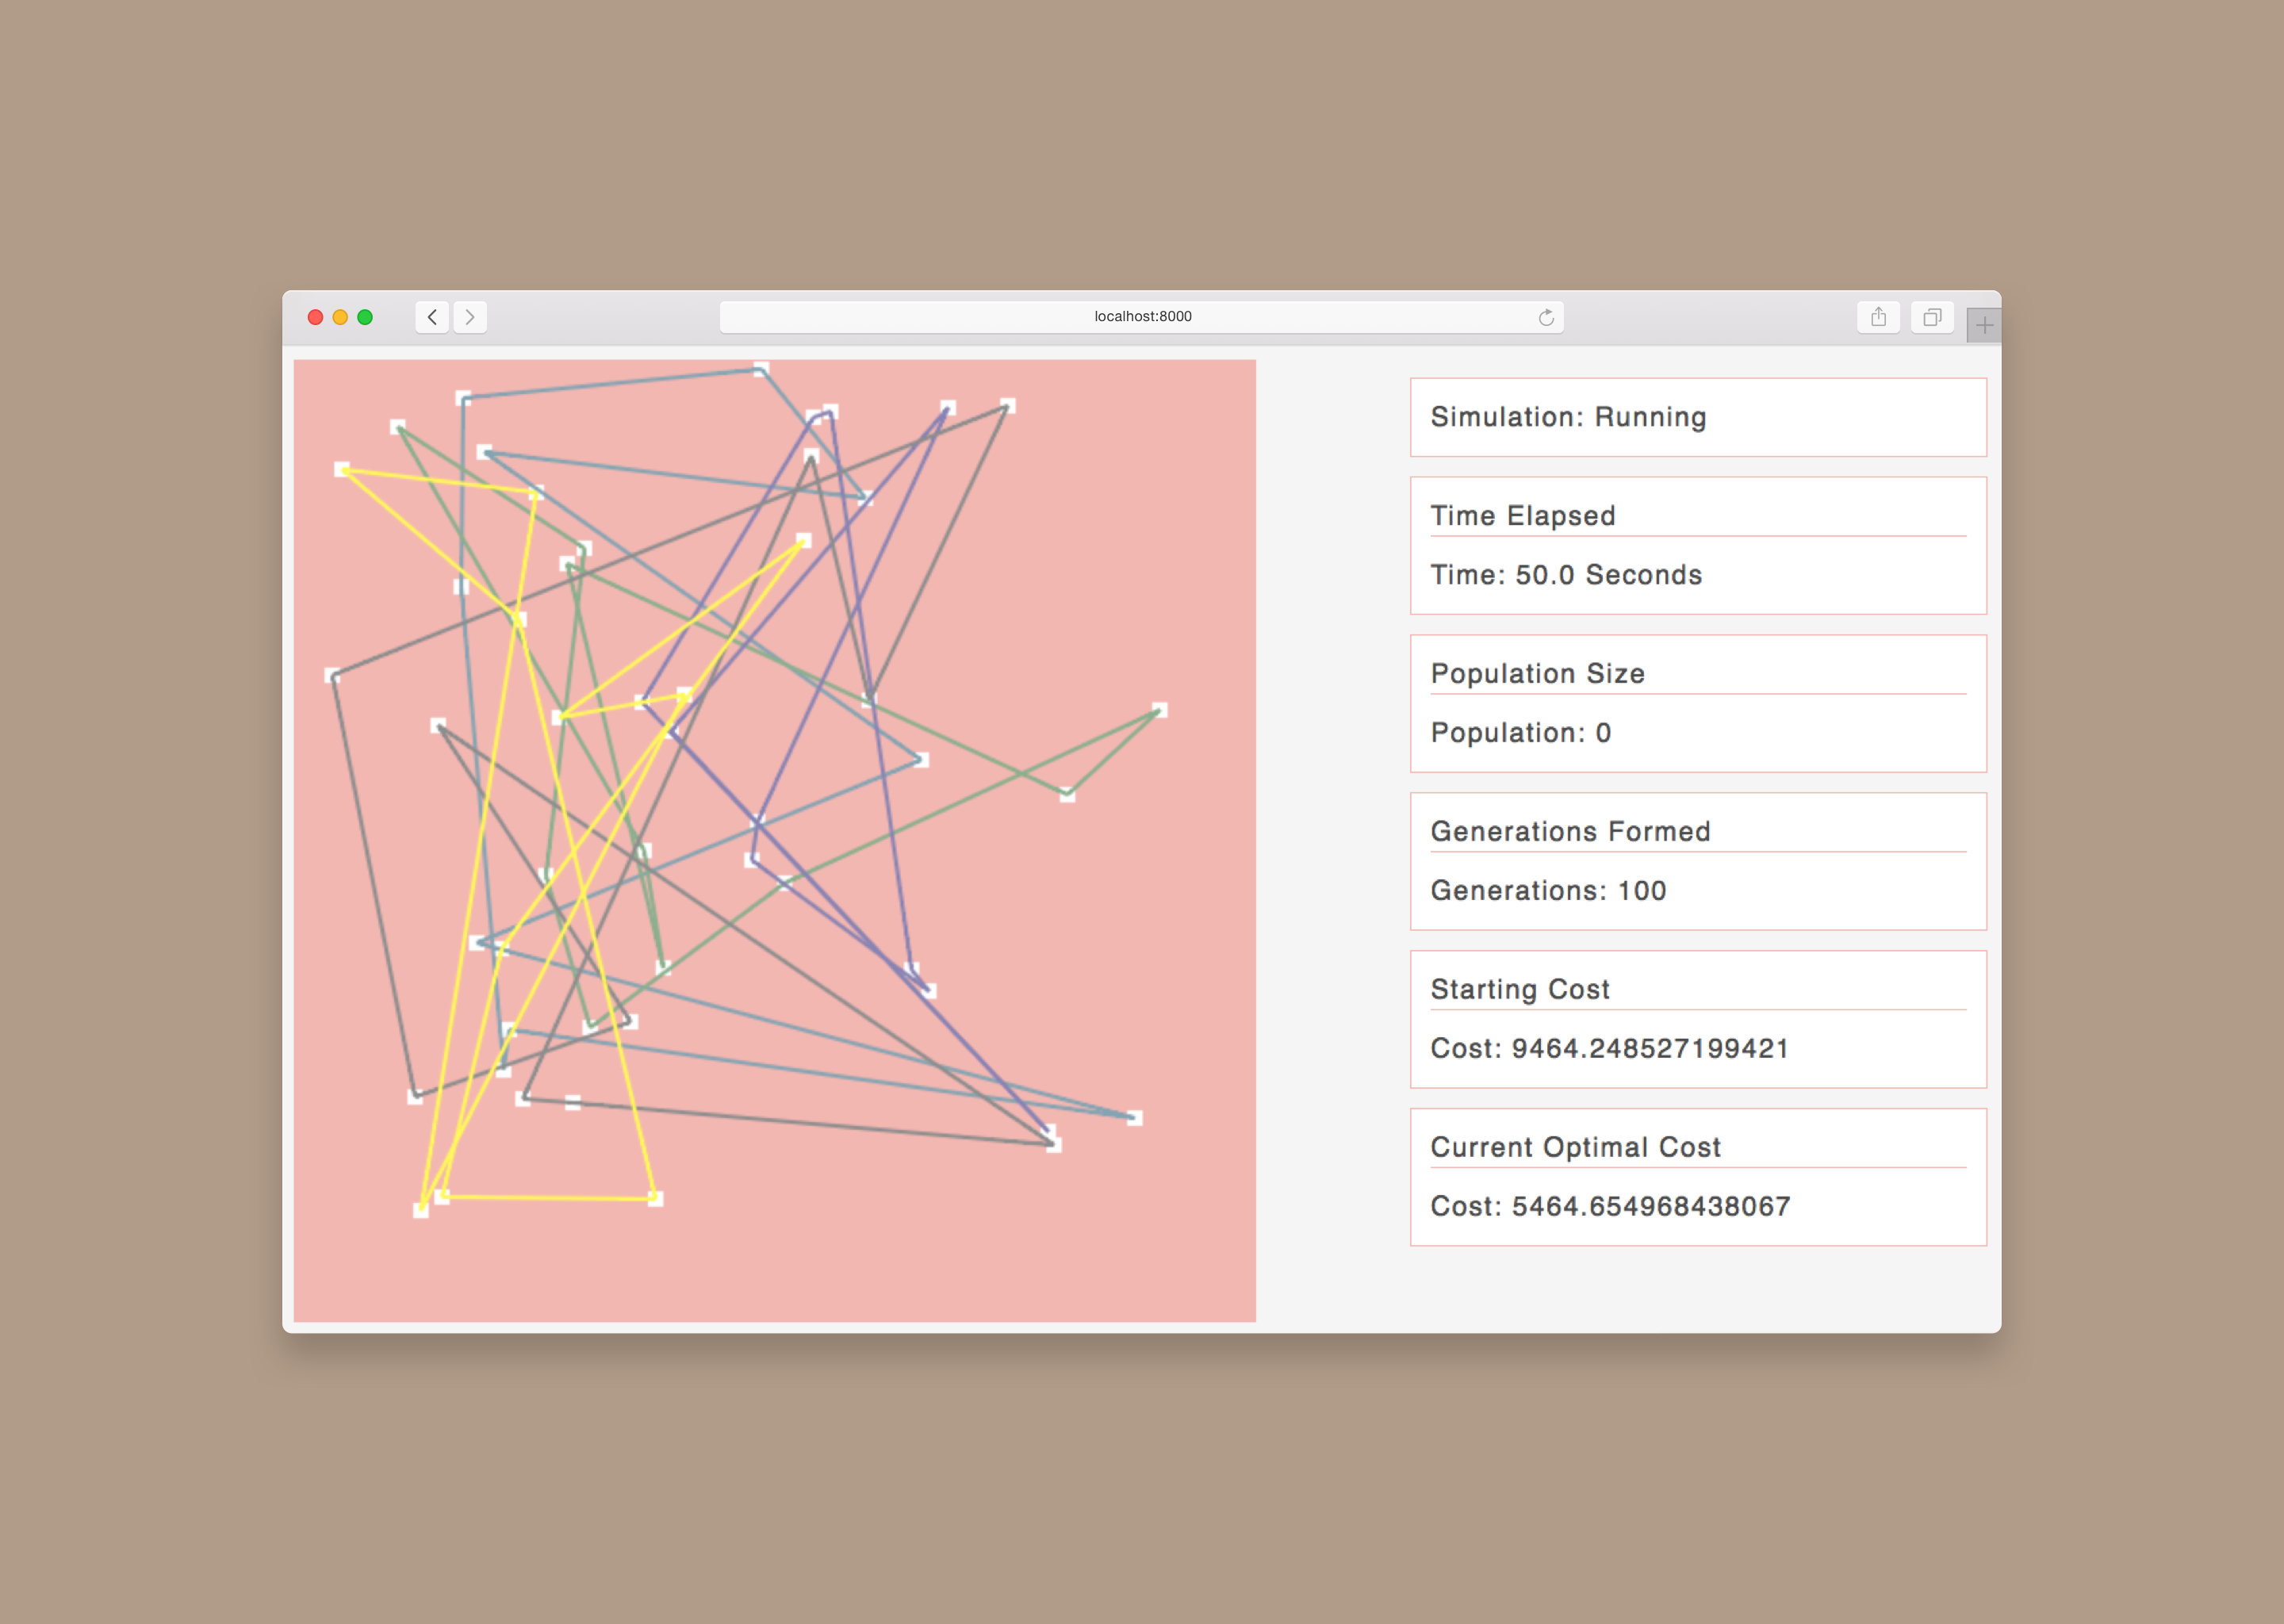 localhost:8000
Simulation: Running
Time Elapsed
Time: 50.0 Seconds
Population Size
Population: 0
Generations Formed
Generations: 100
Starting Cost
Cost: 9464.248527199421
Current Optimal Cost
Cost: 5464.654968438067